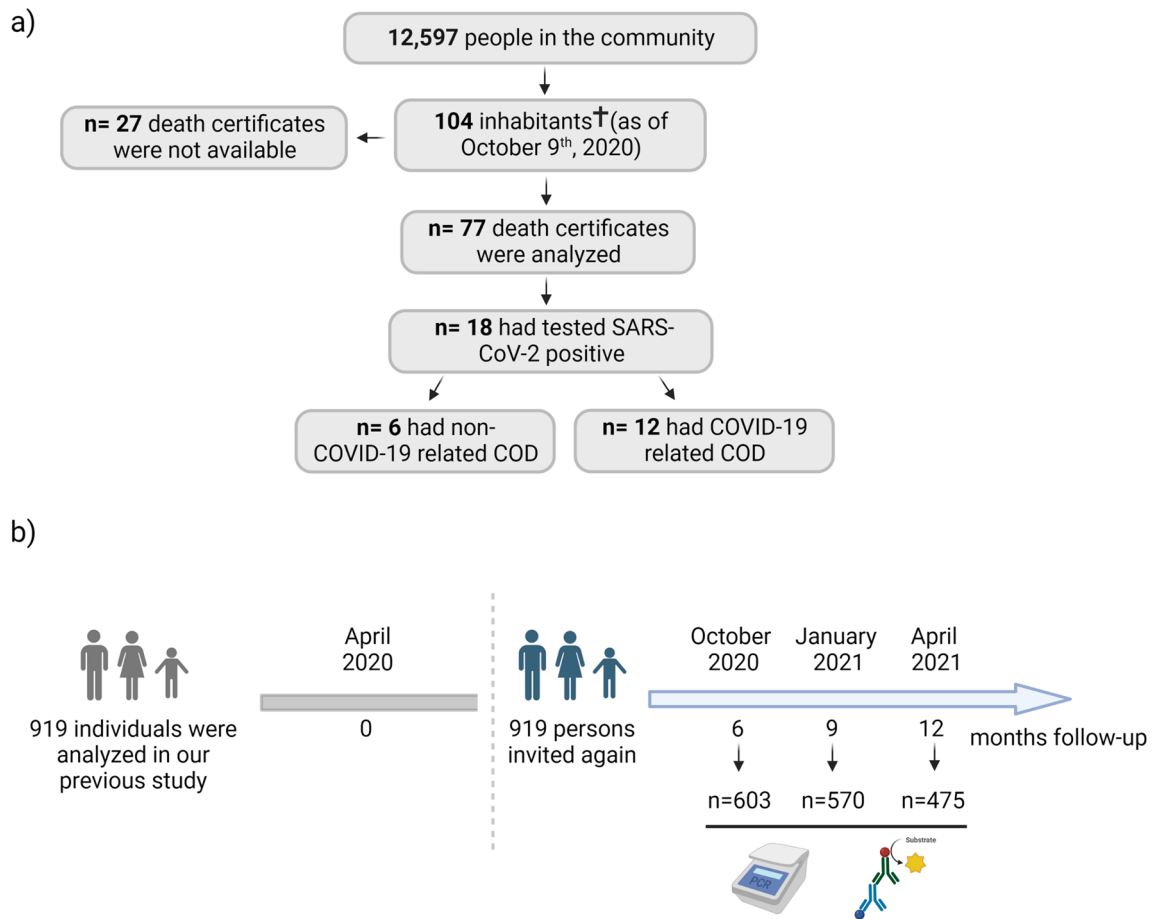 a)
12,597 people in the community
n= 27 death certificates
were not available
104 inhabitants✝(as of
October 9th, 2020)
n= 77 death certificates
were analyzed
n= 18 had tested SARS-
CoV-2 positive
n= 6 had non-
COVID-19 related COD
n= 12 had COVID-19
related COD
b)
919 individuals were
analyzed in our
previous study
April
2020
0
919 persons
invited again
October
2020
January
2021
April
2021
6
9
12
months follow-up
n=603
n=570
n=475
PCR
Substrate